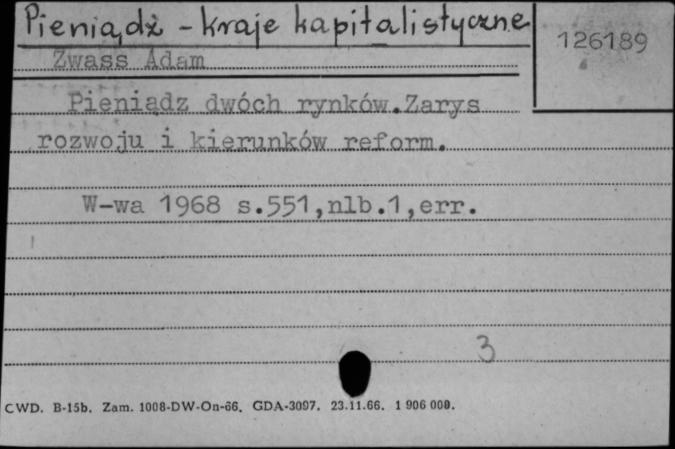 Pieniądz - kraje kapitalistyczne
126189
Zwass Adam
Pieniądz dwóch rynków.Zarys
rozwoju i kierunków reform.
W-wa 1968 s.551,nlb.1,err.
3
CWD. B-15b. Zam. 1008-DW-On-66. GDA-3097. 23.11.66. 1 906 000.